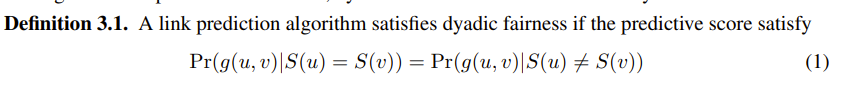 Definition 3.1. A link prediction algorithm satisfies dyadic fairness if the predictive score satisfy
Pr(g(u, v)|S(u) = S(v)) = Pr(g(u, v)|S(u) ≠ S(v)) (1)